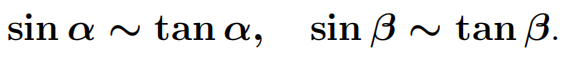 sin α ∼ tan α, sin β ∼ tan β.